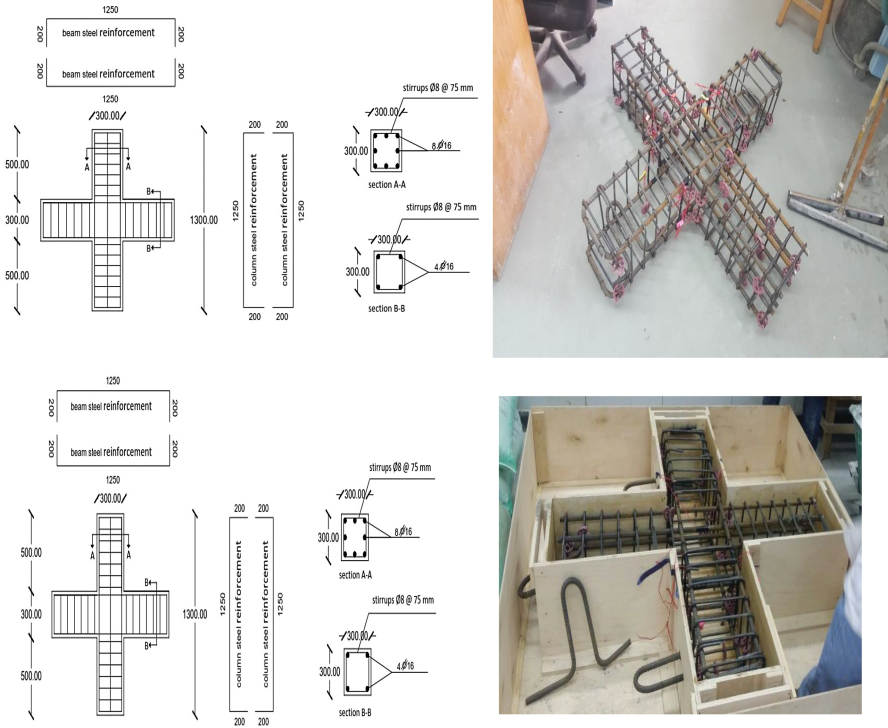 1250
200
beam steel reinforcement
200
200
beam steel reinforcement
200
1250
300.00
500.00
A
A
B
300.00
B
500.00
1300.00
200
200
1250
column steel reinforcement
column steel reinforcement
1250
200
200
stirrups Ø8 @ 75 mm
300.00
300.00
8Ø16
section A-A
stirrups Ø8 @ 75 mm
300.00
300.00
4Ø16
section B-B
1250
200
beam steel reinforcement
200
200
beam steel reinforcement
200
1250
300.00
500.00
A
A
B
300.00
B
500.00
1300.00
200
200
1250
column steel reinforcement
column steel reinforcement
1250
200
200
stirrups Ø8 @ 75 mm
300.00
300.00
8Ø16
section A-A
stirrups Ø8 @ 75 mm
300.00
300.00
4Ø16
section B-B